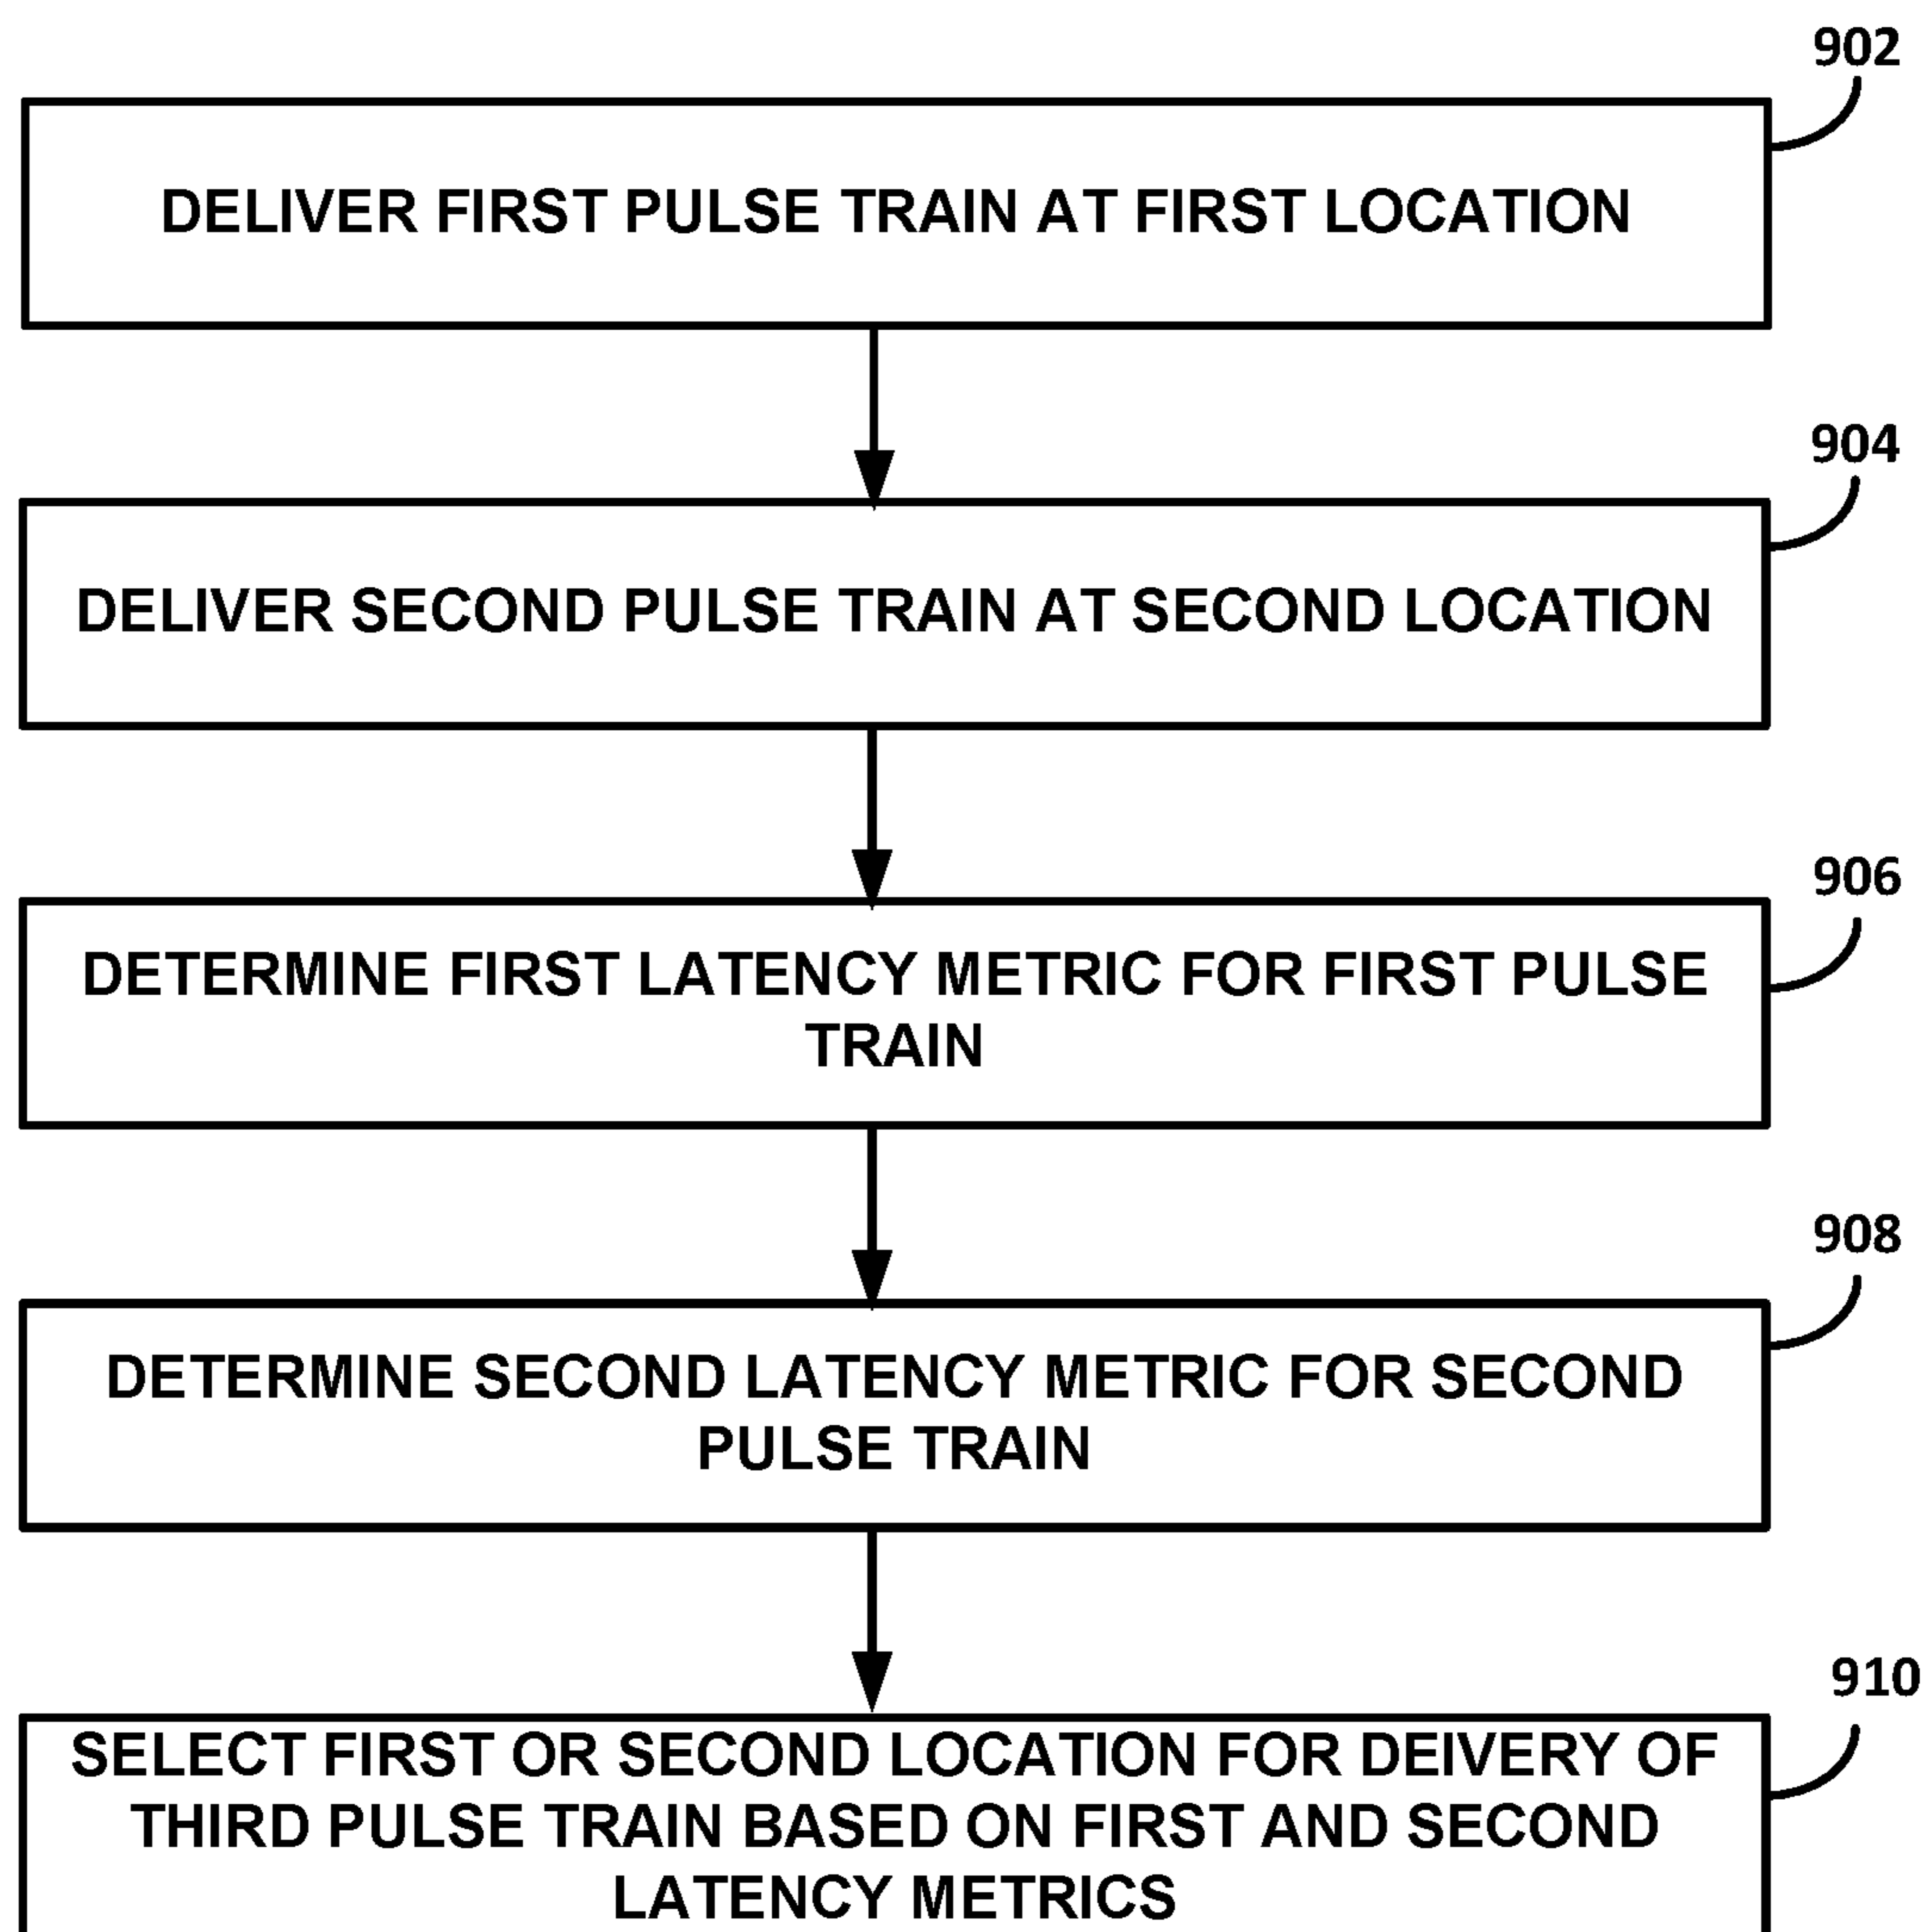 902
DELIVER FIRST PULSE TRAIN AT FIRST LOCATION
904
DELIVER SECOND PULSE TRAIN AT SECOND LOCATION
906
DETERMINE FIRST LATENCY METRIC FOR FIRST PULSE
TRAIN
908
DETERMINE SECOND LATENCY METRIC FOR SECOND
PULSE TRAIN
910
SELECT FIRST OR SECOND LOCATION FOR DEIVERY OF
THIRD PULSE TRAIN BASED ON FIRST AND SECOND
LATENCY METRICS